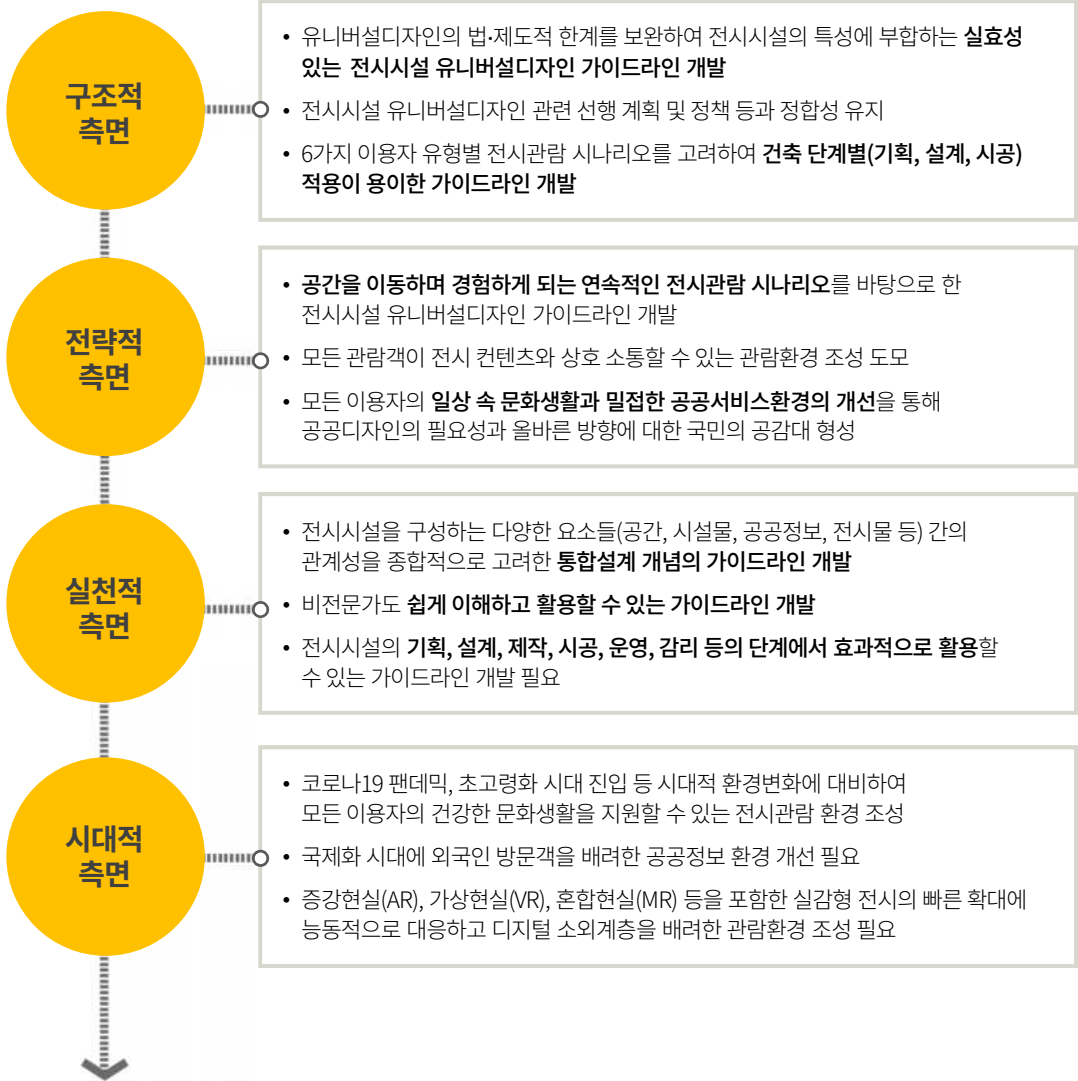 구조적
측면
• 유니버설디자인의 법·제도적 한계를 보완하여 전시시설의 특성에 부합하는 실효성
있는 전시시설 유니버설디자인 가이드라인 개발
• 전시시설 유니버설디자인 관련 선행 계획 및 정책 등과 정합성 유지
• 6가지 이용자 유형별 전시관람 시나리오를 고려하여 건축 단계별(기획, 설계, 시공)
적용이 용이한 가이드라인 개발
전략적
측면
• 공간을 이동하며 경험하게 되는 연속적인 전시관람 시나리오를 바탕으로 한
전시시설 유니버설디자인 가이드라인 개발
• 모든 관람객이 전시 컨텐츠와 상호 소통할 수 있는 관람환경 조성 도모
• 모든 이용자의 일상 속 문화생활과 밀접한 공공서비스환경의 개선을 통해
공공디자인의 필요성과 올바른 방향에 대한 국민의 공감대 형성
실천적
측면
• 전시시설을 구성하는 다양한 요소들(공간, 시설물, 공공정보, 전시물 등) 간의
관계성을 종합적으로 고려한 통합설계 개념의 가이드라인 개발
• 비전문가도 쉽게 이해하고 활용할 수 있는 가이드라인 개발
• 전시시설의 기획, 설계, 제작, 시공, 운영, 감리 등의 단계에서 효과적으로 활용할
수 있는 가이드라인 개발 필요
시대적
측면
• 코로나19 팬데믹, 초고령화 시대 진입 등 시대적 환경변화에 대비하여
모든 이용자의 건강한 문화생활을 지원할 수 있는 전시관람 환경 조성
• 국제화 시대에 외국인 방문객을 배려한 공공정보 환경 개선 필요
• 증강현실(AR), 가상현실(VR), 혼합현실(MR) 등을 포함한 실감형 전시의 빠른 확대에
능동적으로 대응하고 디지털 소외계층을 배려한 관람환경 조성 필요